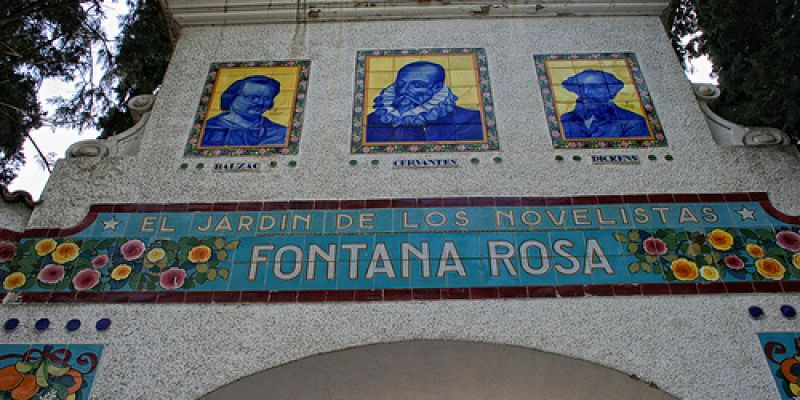 BALZAC
CERVANTES
DICKENS
EL JARDIN DE LOS NOVELISTAS
FONTANA ROSA